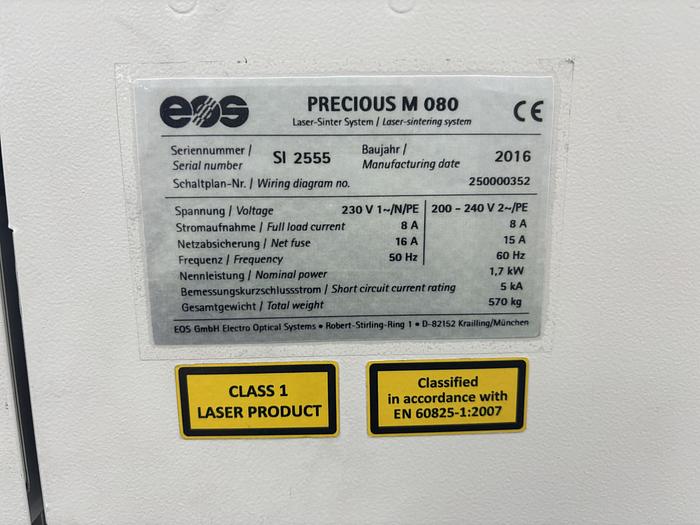 eos PRECIOUS M 080 CE
Laser-Sinter System / Laser-sintering system
Seriennummer / Serial number SI 2555 Baujahr / Manufacturing date 2016
Schaltplan-Nr. / Wiring diagram no. 250000352
Spannung / Voltage 230 V 1~/N/PE 200 - 240 V 2~/PE
Stromaufnahme / Full load current 8 A 8 A
Netzabsicherung / Net fuse 16 A 15 A
Frequenz / Frequency 50 Hz 60 Hz
Nennleistung / Nominal power 1,7 kW
Bemessungskurzschlussstrom / Short circuit current rating 5 kA
Gesamtgewicht / Total weight 570 kg
EOS GmbH Electro Optical Systems • Robert-Stirling-Ring 1 • D-82152 Krailling/München
CLASS 1
LASER PRODUCT
Classified
in accordance with
EN 60825-1:2007